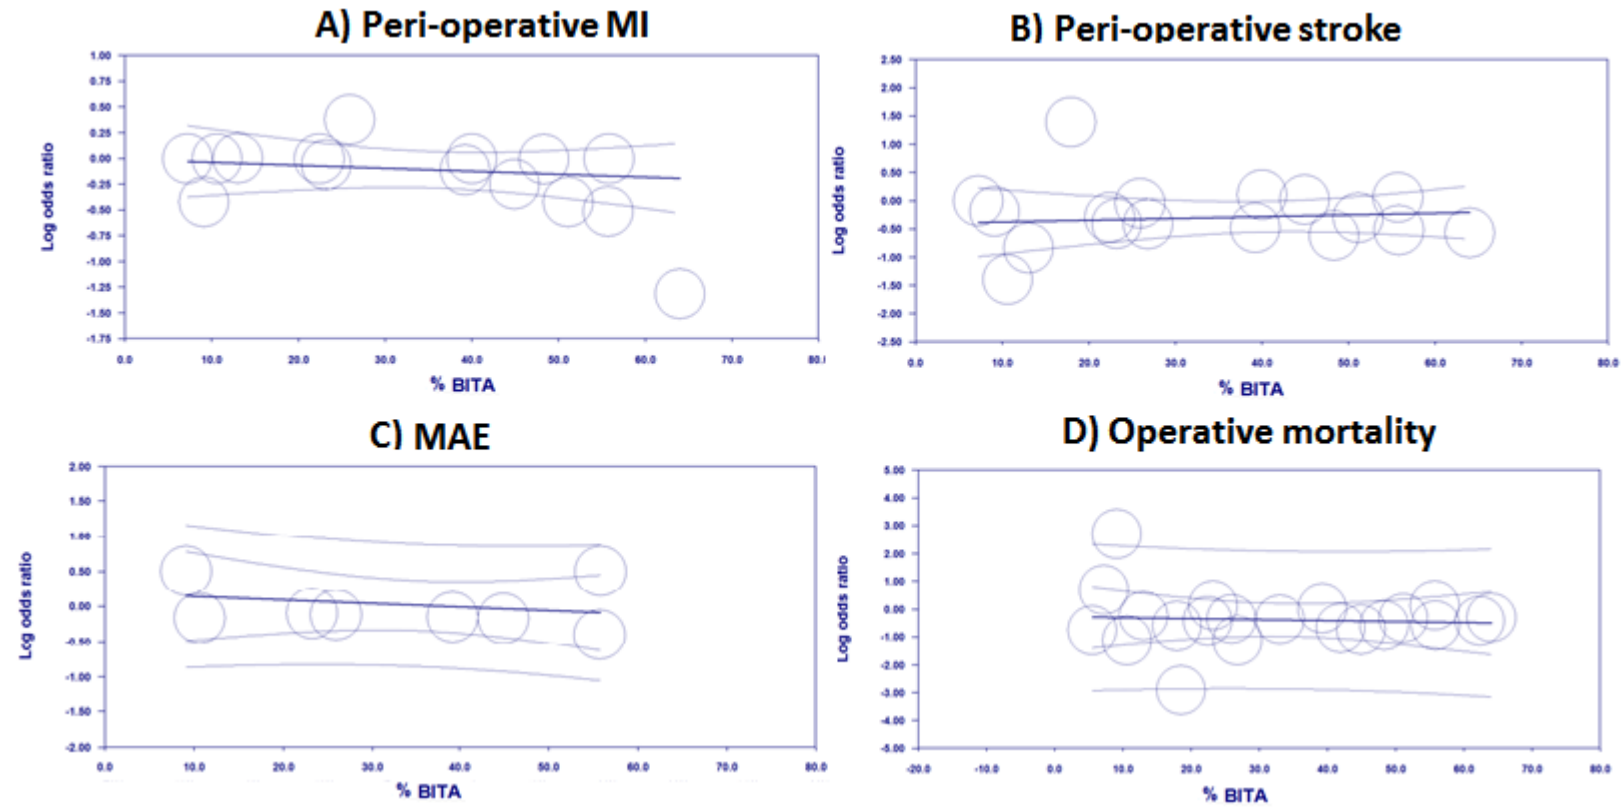 A) Peri-operative MI
1.00
0.75
0.50
0.25
0.00
-0.25
-0.50
-0.75
-1.00
-1.25
-1.50
-1.75
Log odds ratio
0.0 10.0 20.0 30.0 40.0 50.0 60.0 70.0 80.
% BITA
B) Peri-operative stroke
2.50
2.00
1.50
1.00
0.50
0.00
-0.50
-1.00
-1.50
-2.00
-2.50
Log odds ratio
0.0 10.0 20.0 30.0 40.0 50.0 60.0 70.0 80.0
% BITA
C) MAE
2.00
1.50
1.00
0.50
0.00
-0.50
-1.00
-1.50
-2.00
Log odds ratio
0.0 10.0 20.0 30.0 40.0 50.0 60.0 70.0 80.0
% BITA
D) Operative mortality
5.00
4.00
3.00
2.00
1.00
0.00
-1.00
-2.00
-3.00
-4.00
-5.00
Log odds ratio
-20.0 -10.0 0.0 10.0 20.0 30.0 40.0 50.0 60.0 70.0 80.0
% BITA